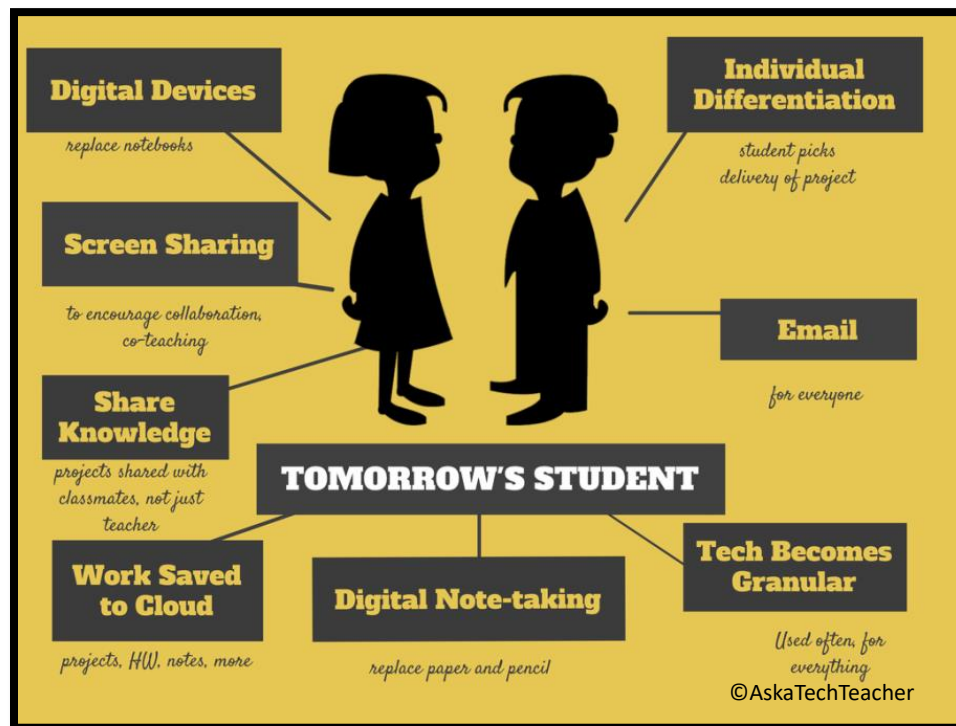 Digital Devices
replace notebooks
Individual
Differentiation
student picks
delivery of project
Screen Sharing
to encourage collaboration,
co-teaching
Email
for everyone
Share
Knowledge
projects shared with
classmates, not just
teacher
TOMORROW'S STUDENT
Work Saved
to Cloud
projects, HW, notes, more
Digital Note-taking
replace paper and pencil
Tech Becomes
Granular
Used often, for
everything
©AskaTechTeacher